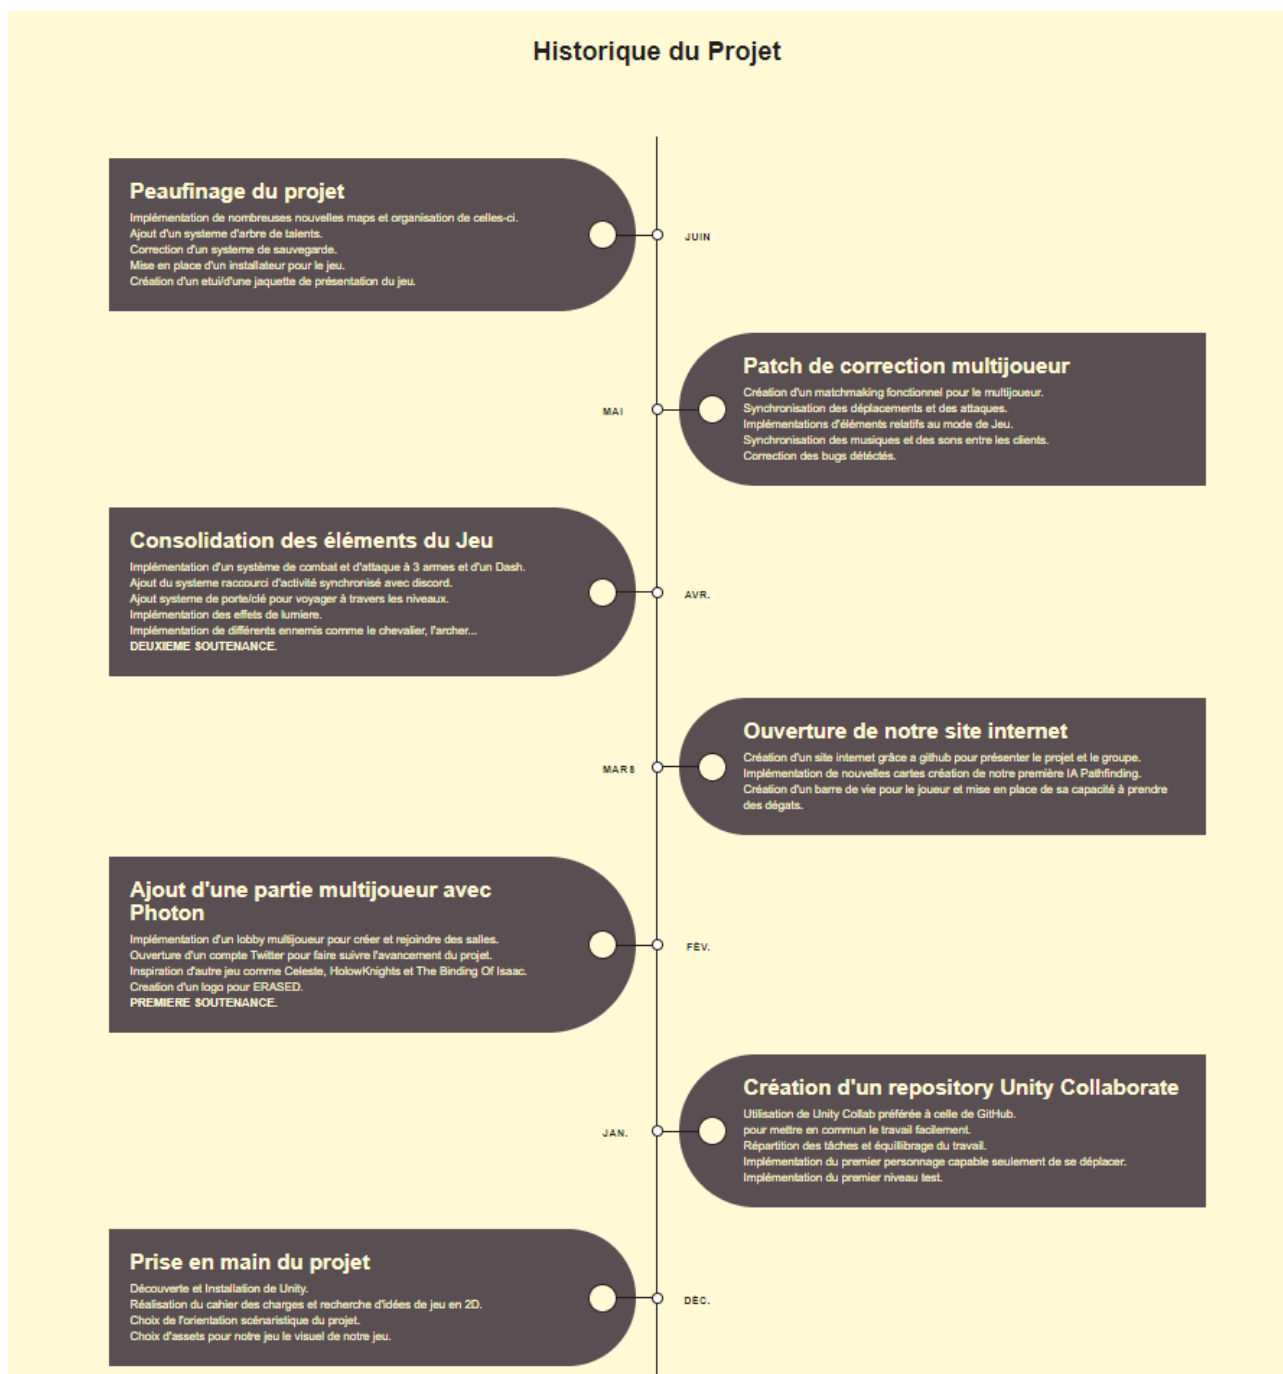 Historique du Projet
Peaufinage du projet
Implémentation de nombreuses nouvelles maps et organisation de celles-ci.
Ajout d'un systeme d'arbre de talents.
Correction d'un systeme de sauvegarde.
Mise en place d'un installateur pour le jeu.
Création d'un etui/d'une jaquette de présentation du jeu.
JUIN
Patch de correction multijoueur
Création d'un matchmaking fonctionnel pour le multijoueur.
Synchronisation des déplacements et des attaques.
Implémentations d'éléments relatifs au mode de Jeu.
Synchronisation des musiques et des sons entre les clients.
Correction des bugs détéctés.
MAI
Consolidation des éléments du Jeu
Implémentation d'un système de combat et d'attaque à 3 armes et d'un Dash.
Ajout du systeme raccourci d'activité synchronisé avec discord.
Ajout systeme de porte/clé pour voyager à travers les niveaux.
Implémentation des effets de lumiere.
Implémentation de différents ennemis comme le chevalier, l'archer...
DEUXIEME SOUTENANCE.
AVR.
Ouverture de notre site internet
Création d'un site internet grâce a github pour présenter le projet et le groupe.
Implémentation de nouvelles cartes création de notre première IA Pathfinding.
Création d'un barre de vie pour le joueur et mise en place de sa capacité à prendre
des dégats.
MARS
Ajout d'une partie multijoueur avec
Photon
Implémentation d'un lobby multijoueur pour créer et rejoindre des salles.
Ouverture d'un compte Twitter pour faire suivre l'avancement du projet.
Inspiration d'autre jeu comme Celeste, HolowKnights et The Binding Of Isaac.
Creation d'un logo pour ERASED.
PREMIERE SOUTENANCE.
FÉV.
Création d'un repository Unity Collaborate
Utilisation de Unity Collab préférée à celle de GitHub.
pour mettre en commun le travail facilement.
Répartition des tâches et équillibrage du travail.
Implémentation du premier personnage capable seulement de se déplacer.
Implémentation du premier niveau test.
JAN.
Prise en main du projet
Découverte et Installation de Unity.
Réalisation du cahier des charges et recherche d'idées de jeu en 2D.
Choix de l'orientation scénaristique du projet.
Choix d'assets pour notre jeu le visuel de notre jeu.
DÉC.